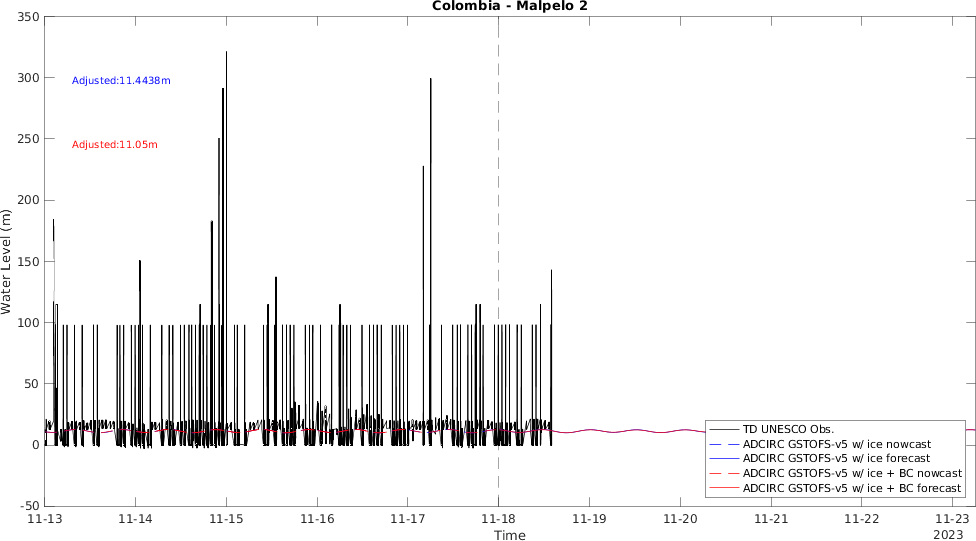 Colombia - Malpelo 2
350
300
250
200
150
100
50
0
-50
Water Level (m)
Adjusted:11.4438m
Adjusted:11.05m
TD UNESCO Obs.
ADCIRC GSTOFS-v5 w/ ice nowcast
ADCIRC GSTOFS-v5 w/ ice forecast
ADCIRC GSTOFS-v5 w/ ice + BC nowcast
ADCIRC GSTOFS-v5 w/ ice + BC forecast
11-13 11-14 11-15 11-16 11-17 11-18 11-19 11-20 11-21 11-22 11-23
Time
2023